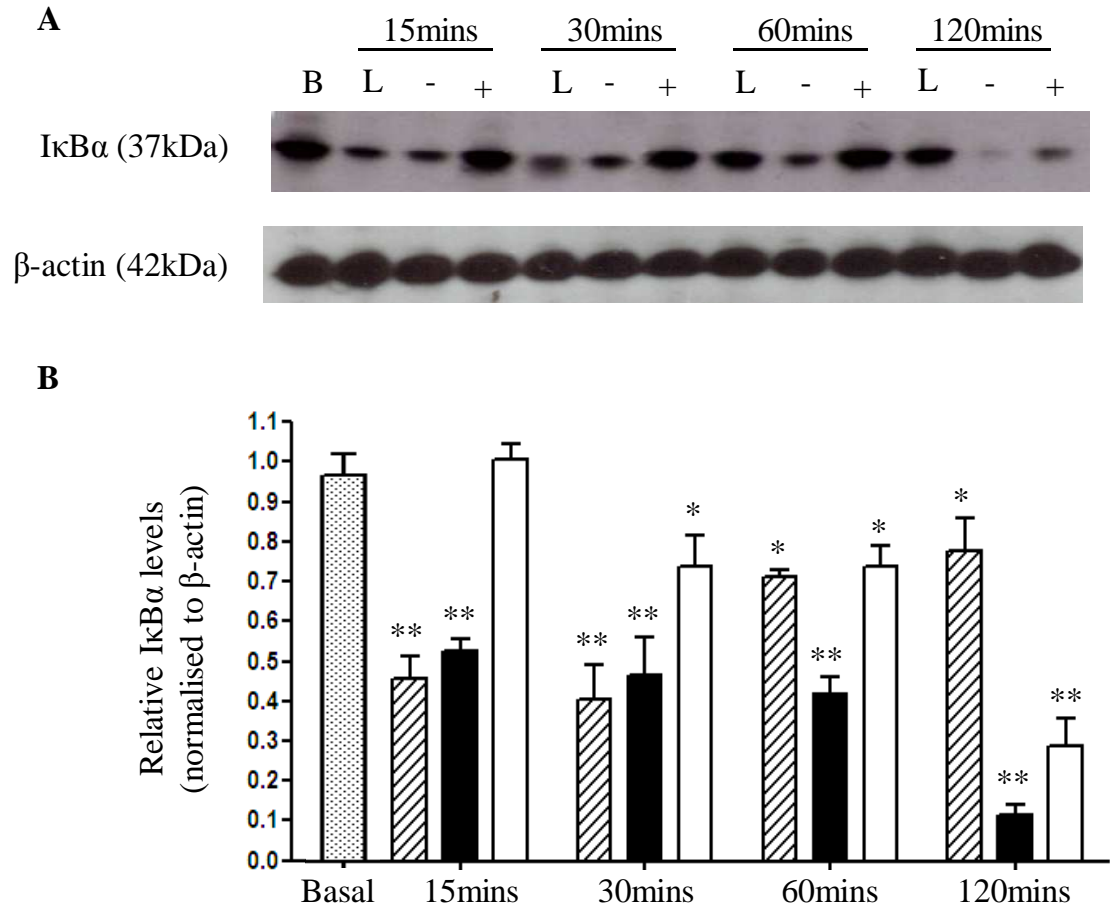 A
15mins 30mins 60mins 120mins
B L - + L - + L - + L - +
IκBα (37kDa)
β-actin (42kDa)
B
Relative IκBα levels
(normalised to β-actin)
1.1
1.0
0.9
0.8
0.7
0.6
0.5
0.4
0.3
0.2
0.1
0.0
** ** * ** ** * ** * * ** **
Basal 15mins 30mins 60mins 120mins